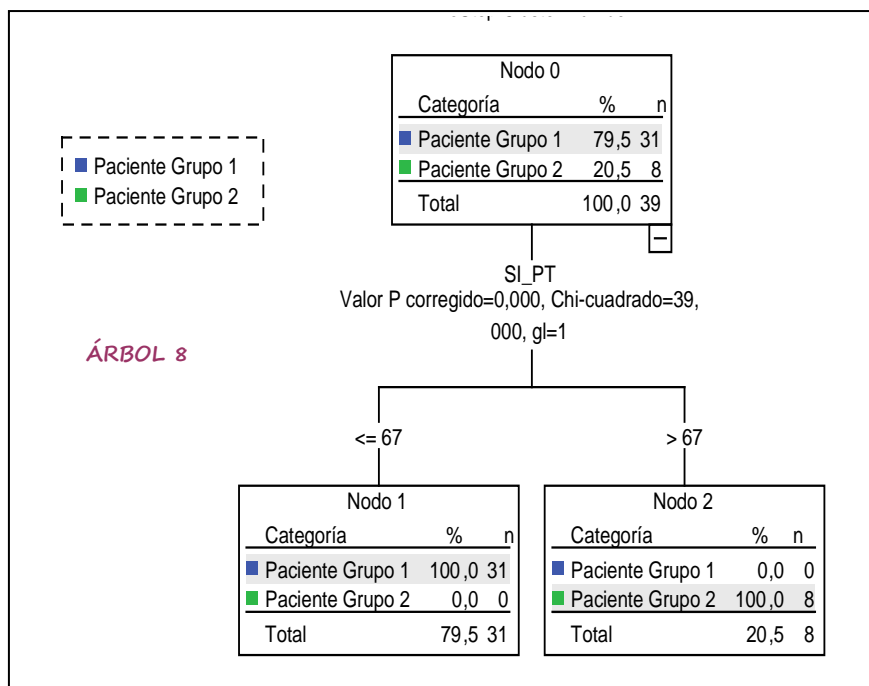 Nodo 0
Categoría % n
Paciente Grupo 1 79,5 31
Paciente Grupo 2 20,5 8
Total 100,0 39
Paciente Grupo 1
Paciente Grupo 2
SI_PT
Valor P corregido=0,000, Chi-cuadrado=39,
000, gl=1
ÁRBOL 8
<= 67
> 67
Nodo 1
Categoría % n
Paciente Grupo 1 100,0 31
Paciente Grupo 2 0,0 0
Total 79,5 31
Nodo 2
Categoría % n
Paciente Grupo 1 0,0 0
Paciente Grupo 2 100,0 8
Total 20,5 8